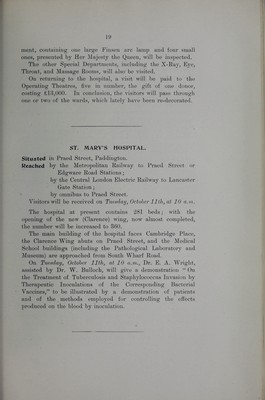 19
ment, containing one large Finsen arc lamp and four small
ones, presented by Her Majesty the Queen, will be inspected.
The other Special Departments, including the X-Ray, Eye,
Throat, and Massage Rooms, will also be visited.
On returning to the hospital, a visit will be paid to the
Operating Theatres, five in number, the gift of one donor,
costing £13,000. In conclusion, the visitors will pass through
one or two of the wards, which lately have been re-decorated.
ST. MARY'S HOSPITAL.
Situated in Praed Street, Paddington.
Reached by the Metropolitan Railway to Praed Street or
Edgware Road Stations;
by the Central London Electric Railway to Lancaster
Gate Station;
by omnibus to Praed Street.
Visitors will be received on Tuesday, October 11th, at 10 a.m.
The hospital at present contains 281 beds; with the
opening of the new (Clarence) wing, now almost completed,
the number will be increased to 360.
The main building of the hospital faces Cambridge Place,
the Clarence Wing abuts on Praed Street, and the Medical
School buildings (including the Pathological Laboratory and
Museum) are approached from South Wharf Road.
On Tuesday, October 11th, at 10 a.m., Dr. E. A. Wright,
assisted by Dr. W. Bulloch, will give a demonstration "On
the Treatment of Tuberculosis and Staphylococcus Invasion by
Therapeutic Inoculations of the Corresponding Bacterial
Vaccines," to be illustrated by a demonstration of patients
and of the methods employed for controlling the effects
produced on the blood by inoculation.